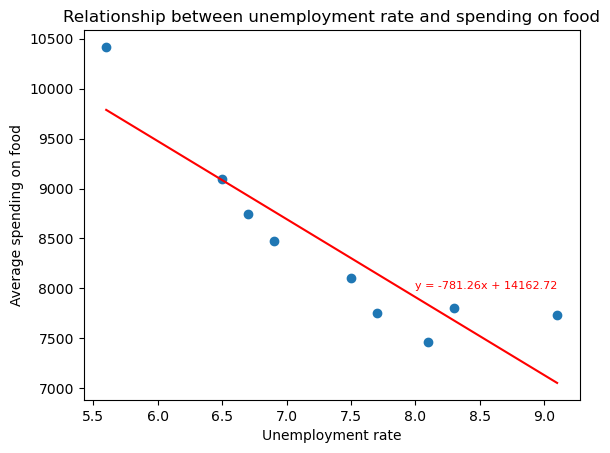 Relationship between unemployment rate and spending on food
10500
10000
9500
9000
8500
8000
7500
7000
Average spending on food
y = -781.26x + 14162.72
5.5 6.0 6.5 7.0 7.5 8.0 8.5 9.0
Unemployment rate